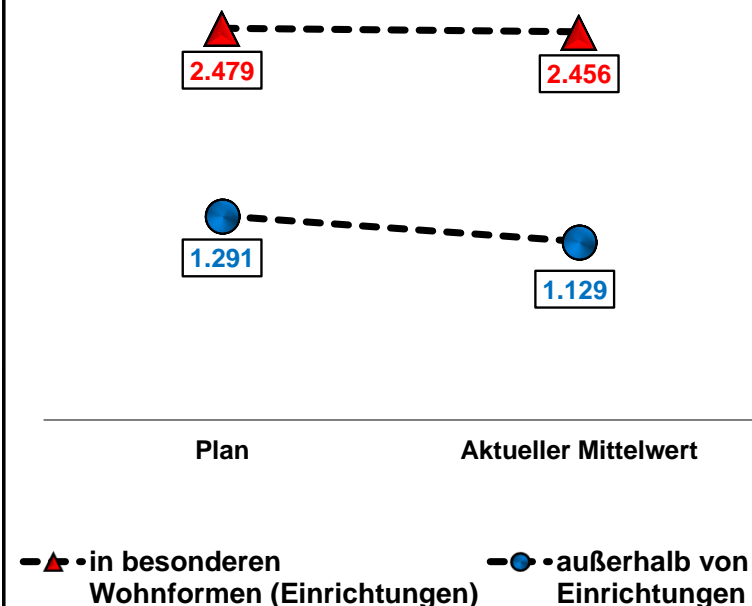 2.479
2.456
1.291
1.129
Plan
Aktueller Mittelwert
in besonderen
Wohnformen (Einrichtungen)
außerhalb von
Einrichtungen